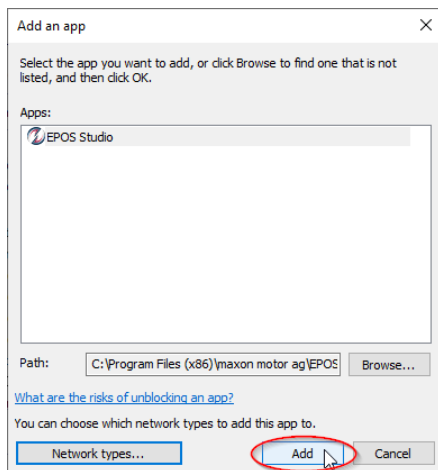 Add an app
Select the app you want to add, or click Browse to find one that is not
listed, and then click OK.
Apps:
EPOS Studio
Path: C:\Program Files (x86)\maxon motor ag\EPOS Browse...
What are the risks of unblocking an app?
You can choose which network types to add this app to.
Network types... Add Cancel